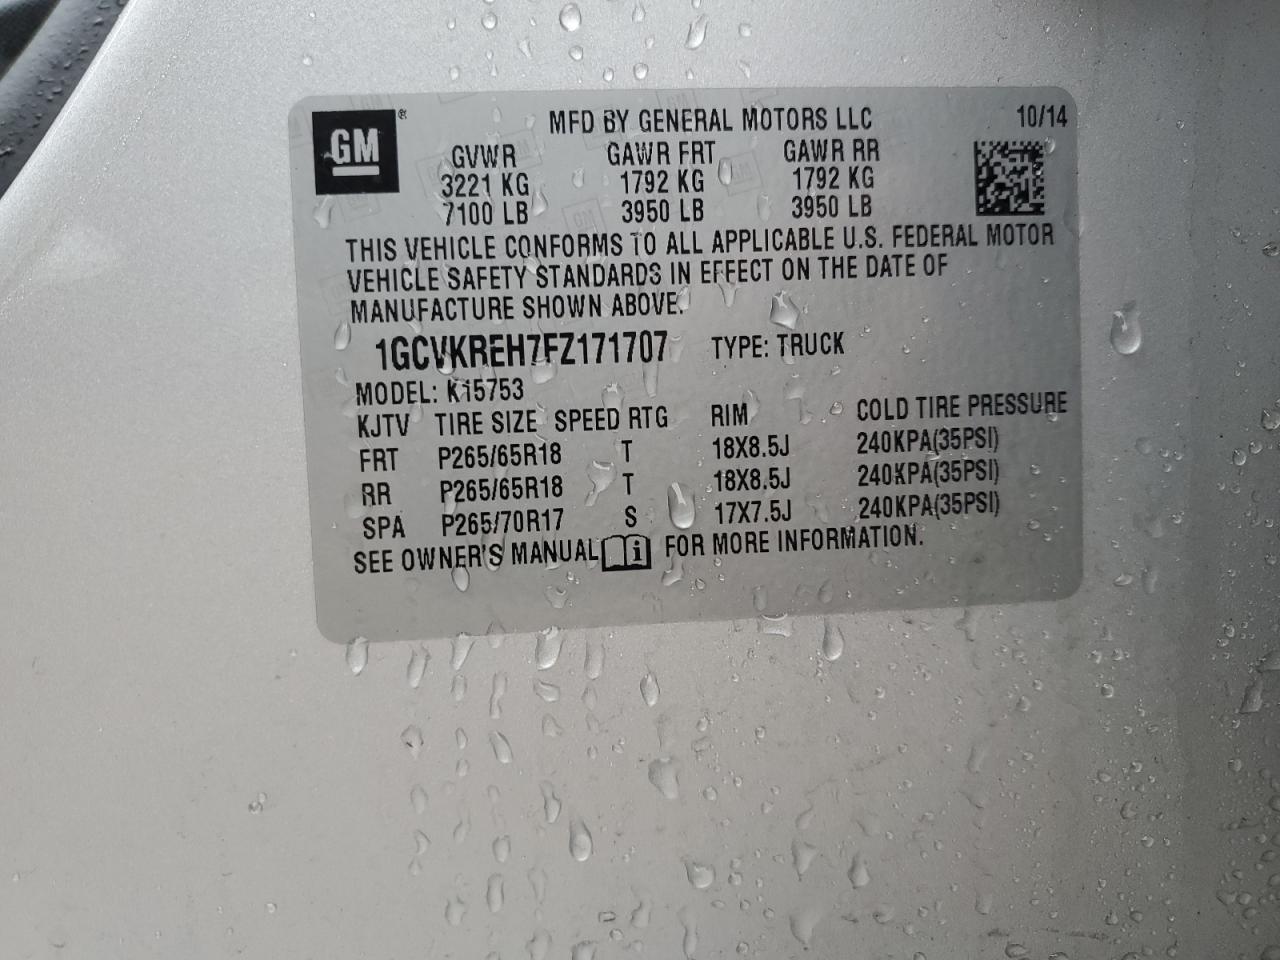 GM ® MFD BY GENERAL MOTORS LLC 10/14
GVWR GAWR FRT GAWR RR
3221 KG 1792 KG 1792 KG
7100 LB 3950 LB 3950 LB
THIS VEHICLE CONFORMS TO ALL APPLICABLE U.S. FEDERAL MOTOR
VEHICLE SAFETY STANDARDS IN EFFECT ON THE DATE OF
MANUFACTURE SHOWN ABOVE.
1GCVKREH7FZ171707 TYPE: TRUCK
MODEL: K15753
KJTV TIRE SIZE SPEED RTG RIM COLD TIRE PRESSURE
FRT P265/65R18 T 18X8.5J 240KPA(35PSI)
RR P265/65R18 T 18X8.5J 240KPA(35PSI)
SPA P265/70R17 S 17X7.5J 240KPA(35PSI)
SEE OWNER'S MANUAL i FOR MORE INFORMATION.